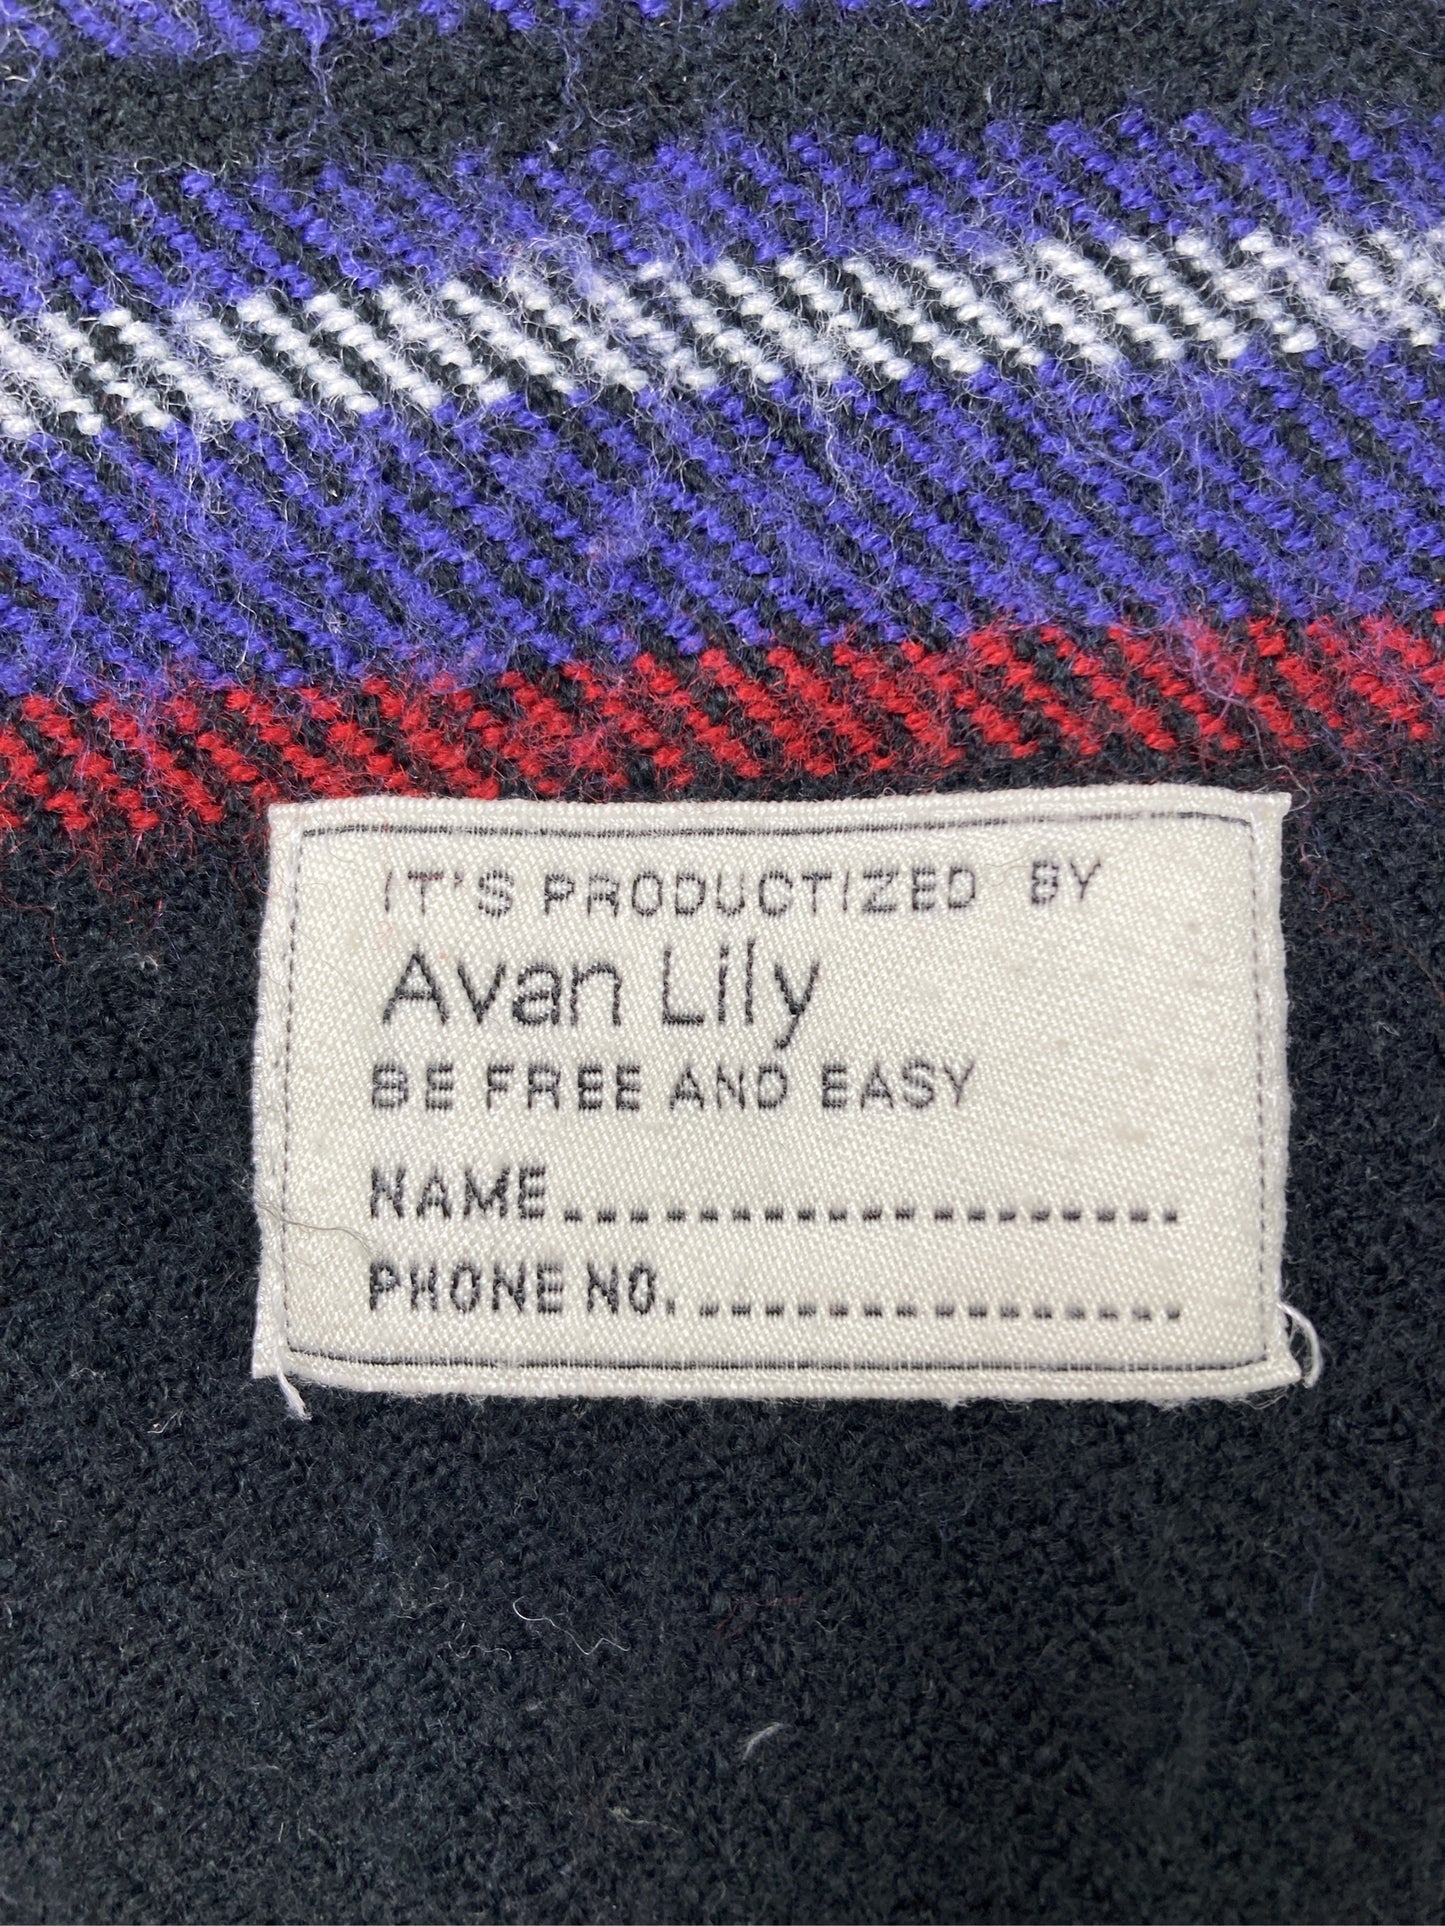 IT'S PRODUCTIZED BY
Avan Lily
BE FREE AND EASY
NAME
PHONE NO.